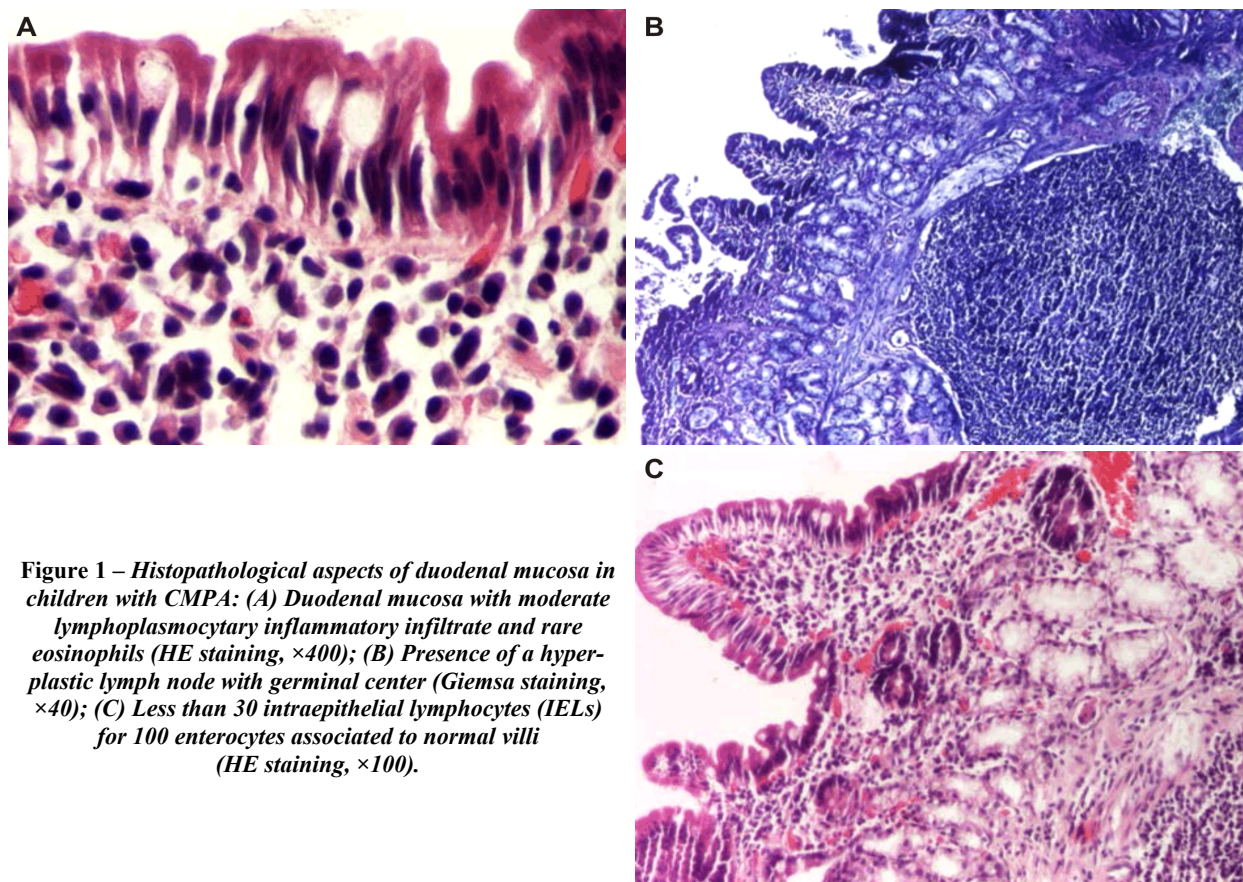 A
B
C
Figure 1 – Histopathological aspects of duodenal mucosa in
children with CMPA: (A) Duodenal mucosa with moderate
lymphoplasmocytary inflammatory infiltrate and rare
eosinophils (HE staining, ×400); (B) Presence of a hyper-
plastic lymph node with germinal center (Giemsa staining,
×40); (C) Less than 30 intraepithelial lymphocytes (IELs)
for 100 enterocytes associated to normal villi
(HE staining, ×100).